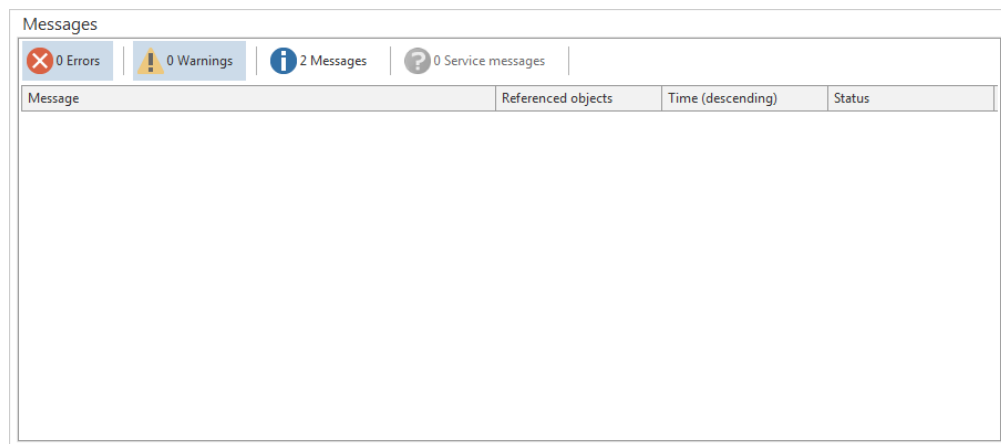 Messages
0 Errors 0 Warnings 2 Messages 0 Service messages
Message Referenced objects Time (descending) Status